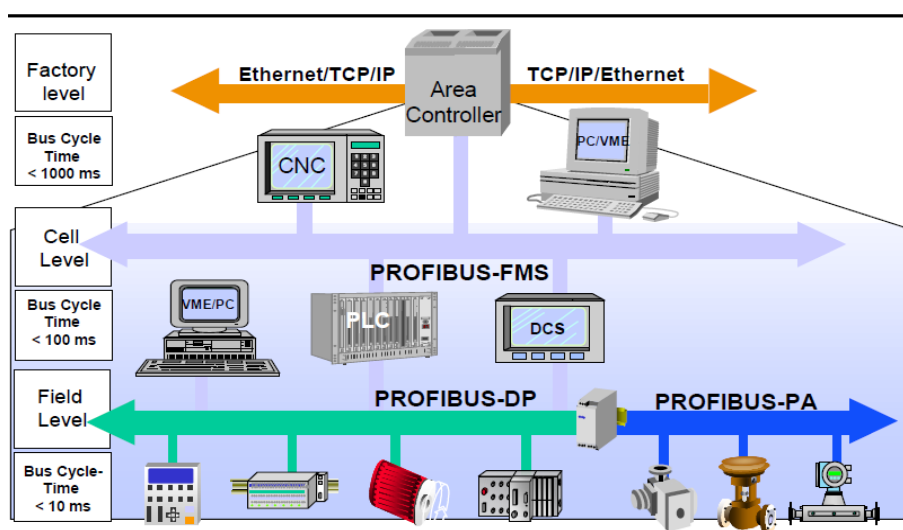 Factory
level
Ethernet/TCP/IP
TCP/IP/Ethernet
Area
Controller
Bus Cycle
Time
< 1000 ms
CNC
PC/VME
Cell
Level
PROFIBUS-FMS
Bus Cycle
Time
< 100 ms
VME/PC
PLC
DCS
Field
Level
PROFIBUS-DP
PROFIBUS-PA
Bus Cycle-
Time
< 10 ms